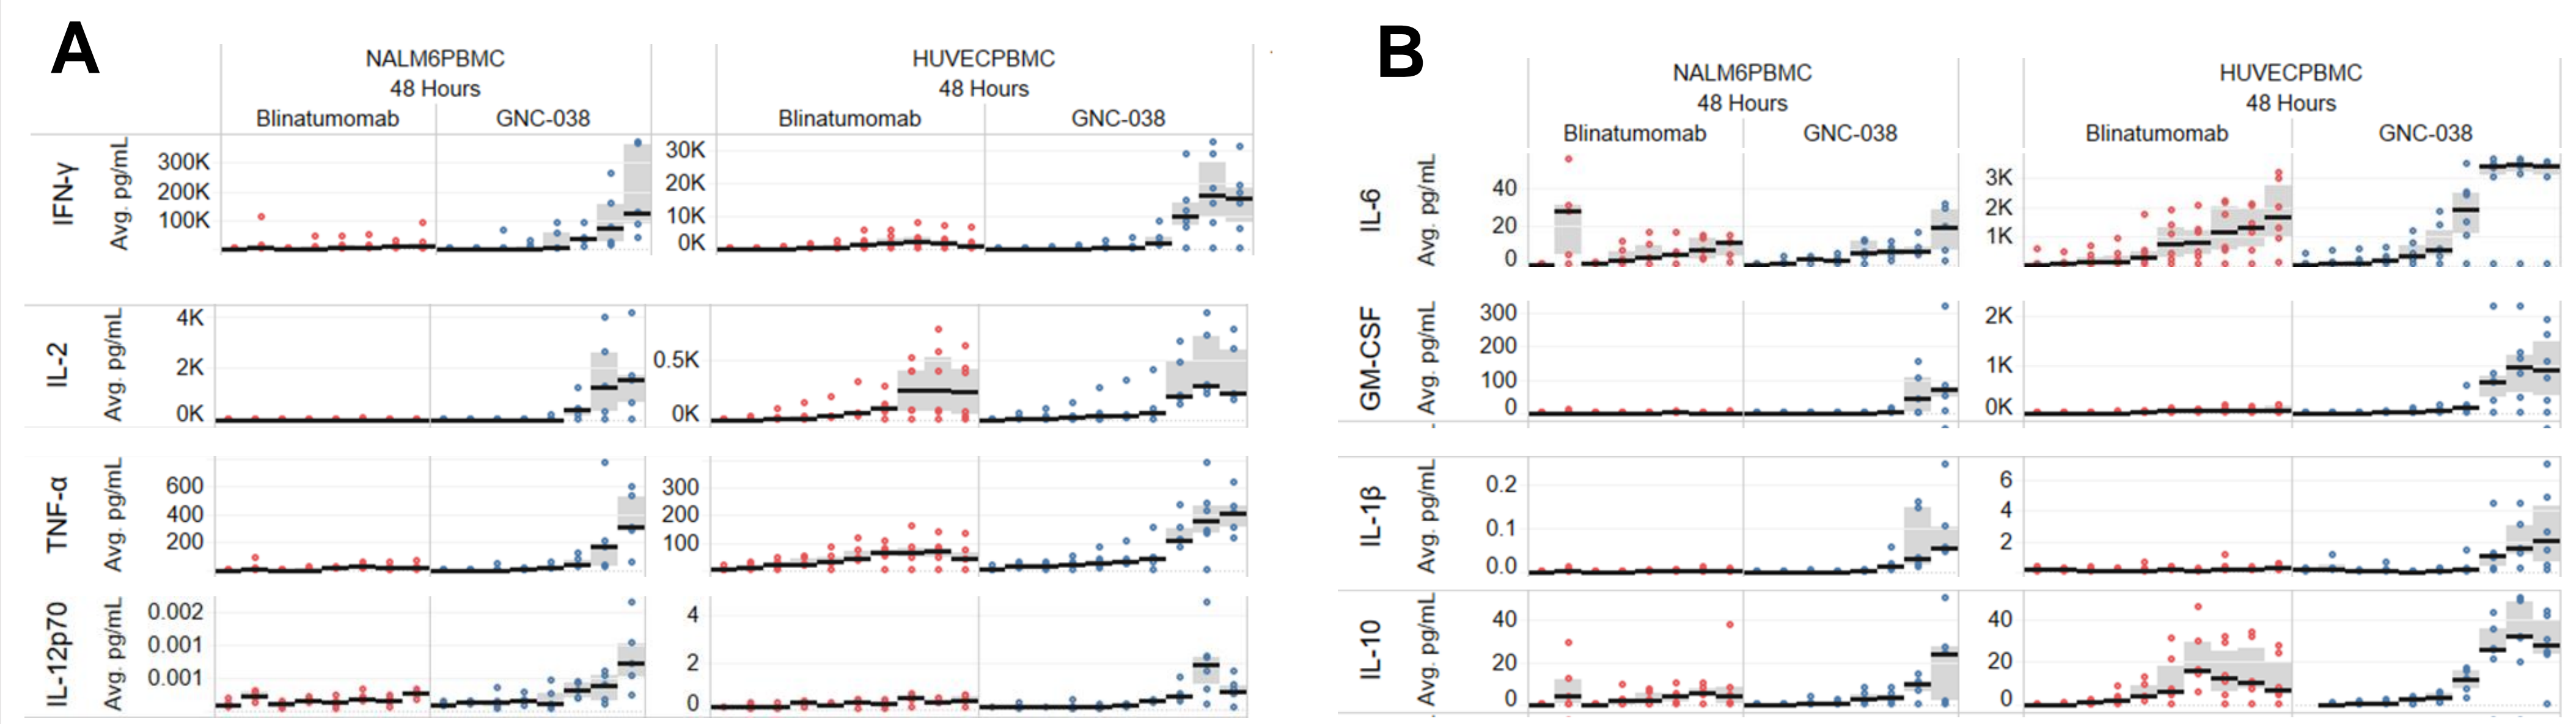 A
NALM6PBMC
48 Hours
Blinatumomab
GNC-038
HUVECPBMC
48 Hours
Blinatumomab
GNC-038
IFN-γ
Avg. pg/mL
300K
200K
100K
30K
20K
10K
0K
IL-2
Avg. pg/mL
4K
2K
0K
0.5K
0K
TNF-α
Avg. pg/mL
600
400
200
300
200
100
IL-12p70
Avg. pg/mL
0.002
0.001
0.001
4
2
0
B
NALM6PBMC
48 Hours
Blinatumomab
GNC-038
HUVECPBMC
48 Hours
Blinatumomab
GNC-038
IL-6
Avg. pg/mL
40
20
0
3K
2K
1K
GM-CSF
Avg. pg/mL
300
200
100
0
2K
1K
0K
IL-1β
Avg. pg/mL
0.2
0.1
0.0
6
4
2
IL-10
Avg. pg/mL
40
20
0
40
20
0